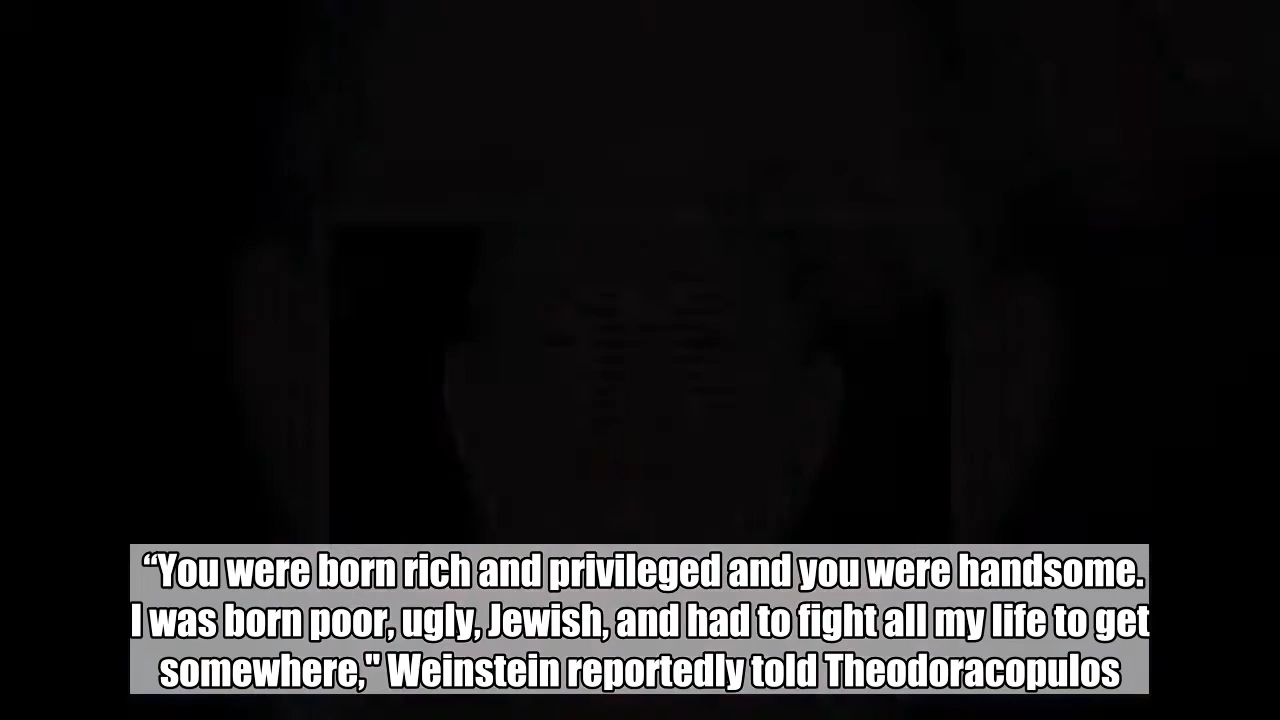 “You were born rich and privileged and you were handsome.
I was born poor, ugly, Jewish, and had to fight all my life to get
somewhere," Weinstein reportedly told Theodoracopulos